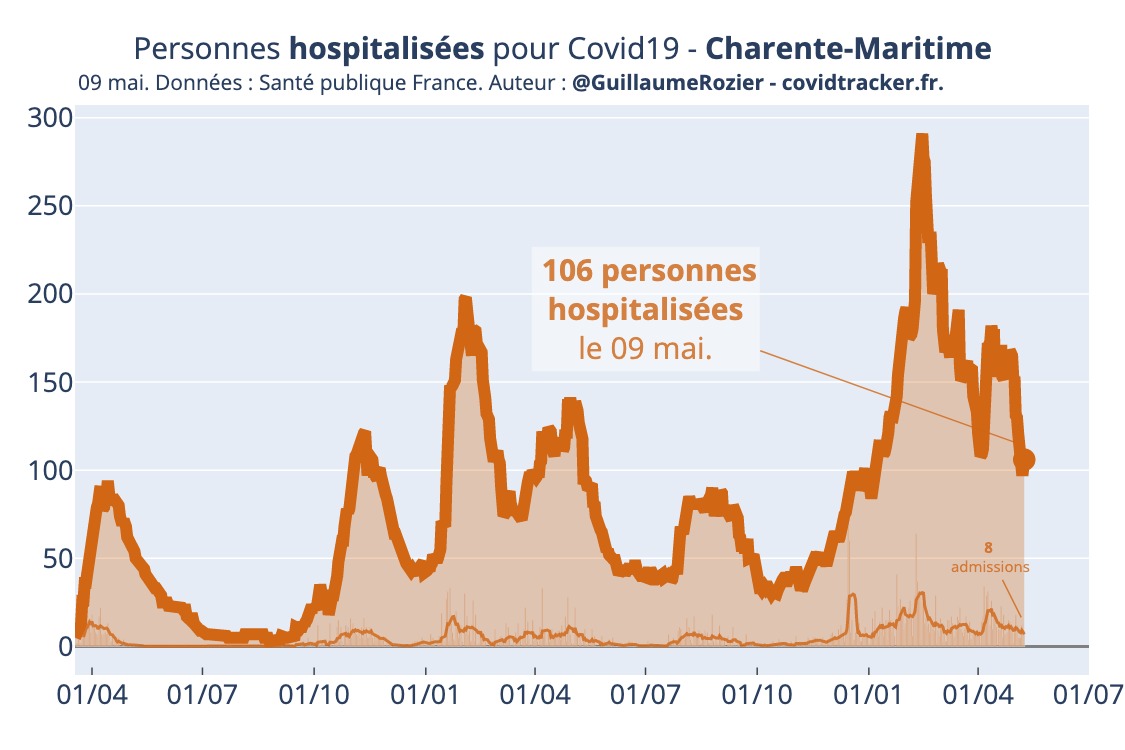 Personnes hospitalisées pour Covid19 - Charente-Maritime
09 mai. Données : Santé publique France. Auteur : @GuillaumeRozier - covidtracker.fr.
300
250
200
150
100
50
0
106 personnes
hospitalisées
le 09 mai.
8
admissions
01/04 01/07 01/10 01/01 01/04 01/07 01/10 01/01 01/04 01/07